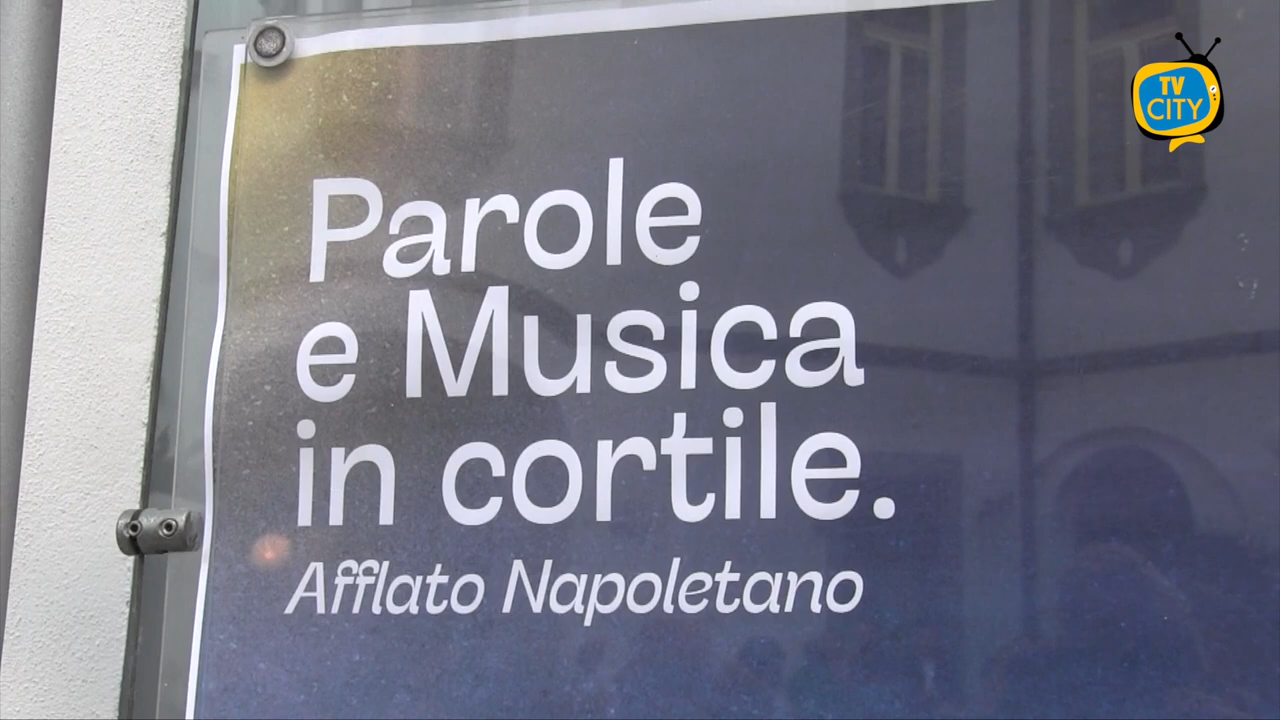 TV
CITY
Parole
e Musica
in cortile.
Afflato Napoletano